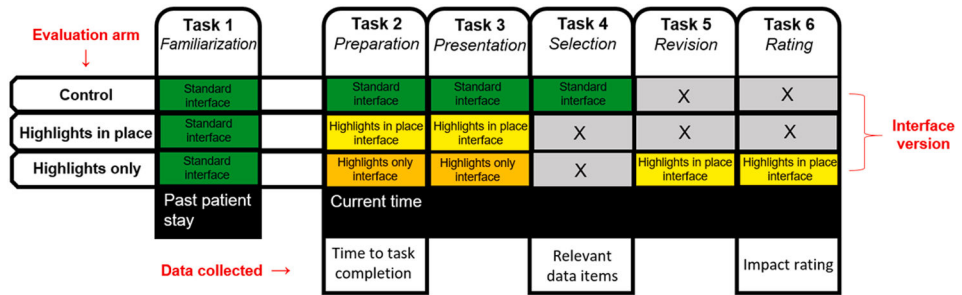 Evaluation arm
↓
Task 1
Familiarization
Task 2
Preparation
Task 3
Presentation
Task 4
Selection
Task 5
Revision
Task 6
Rating
Control
Standard
interface
Standard
interface
Standard
interface
Standard
interface
X
X
Highlights in place
Standard
interface
Highlights in place
interface
Highlights in place
interface
X
X
X
Highlights only
Standard
interface
Highlights only
interface
Highlights only
interface
X
Highlights in place
interface
Highlights in place
interface
Interface
version
Past patient
stay
Current time
Data collected →
Time to task
completion
Relevant
data items
Impact rating